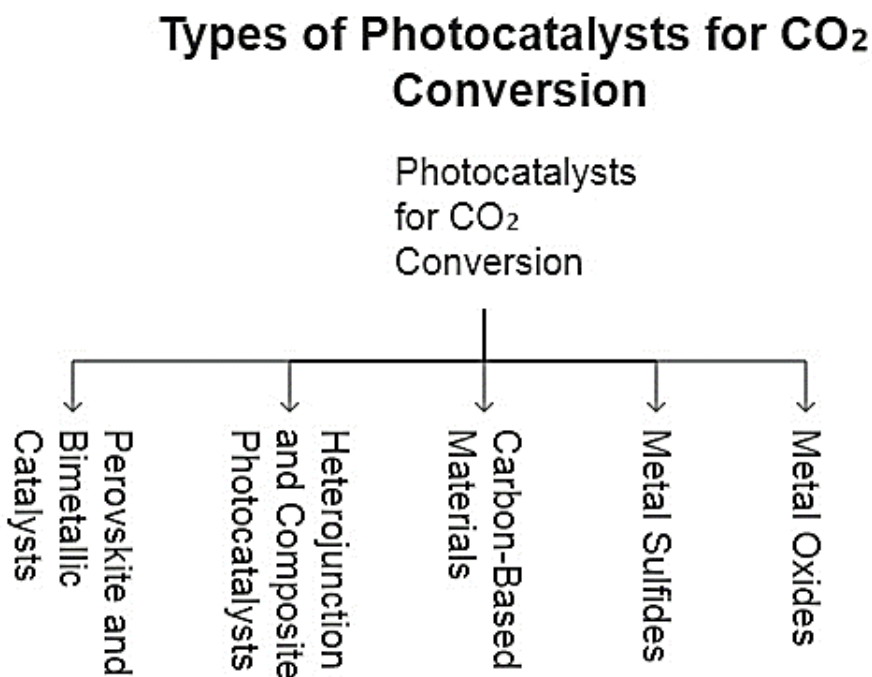 Types of Photocatalysts for CO₂
Conversion
Photocatalysts
for CO₂
Conversion
Perovskite and
Bimetallic
Catalysts
Heterojunction
and Composite
Photocatalysts
Carbon-Based
Materials
Metal Sulfides
Metal Oxides